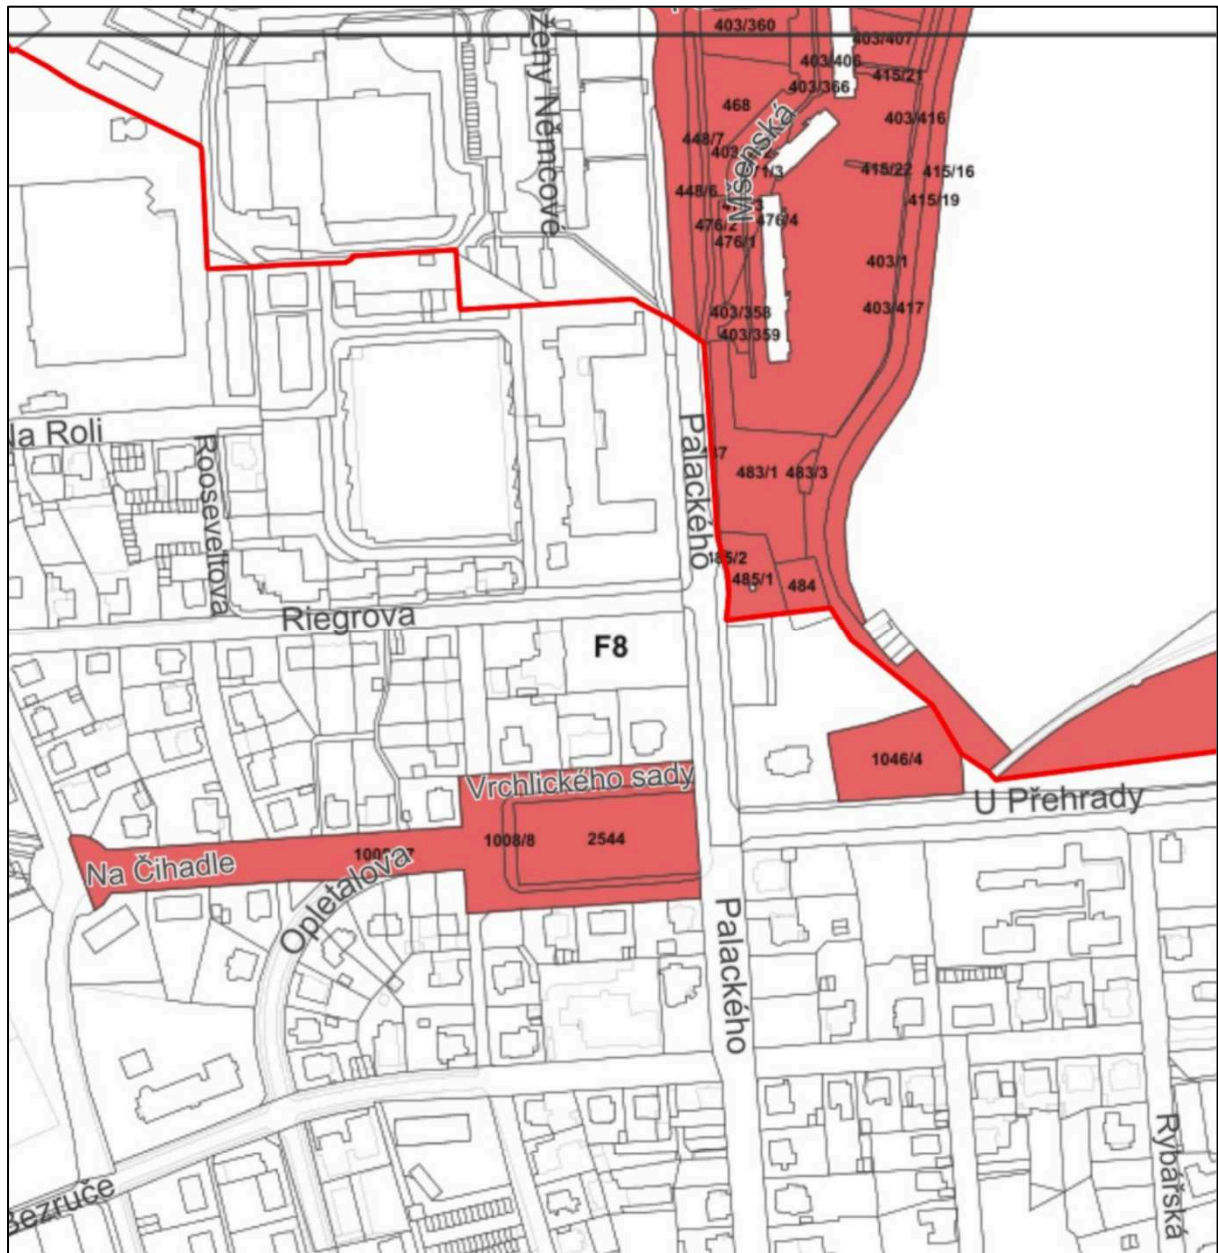 403/360
403/407
403/406
415/21
403/366
468
403/416
448/7
Mšenská
415/22
415/16
448/6
415/19
476/2
476/4
476/1
403/1
403/358
403/417
403/359
Němcové
Na Roli
Rooseveltova
Palackého
483/1
483/3
485/2
485/1
484
Riegrova
F8
1046/4
Vrchlického sady
U Přehrady
Na Čihadle
1008/8
2544
Opletalova
Palackého
Bezruče
Rybářská